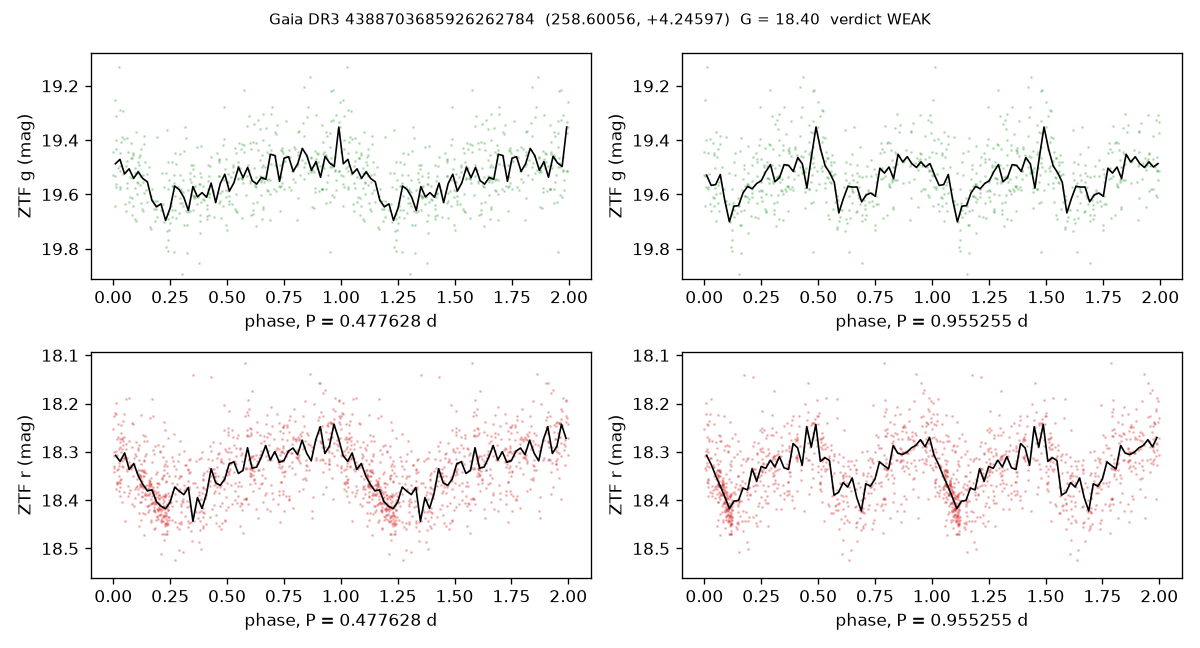 Gaia DR3 4388703685926262784  (258.60056, +4.24597)  G = 18.40  verdict WEAK
ZTF g (mag)
19.2
19.4
19.6
19.8
0.00 0.25 0.50 0.75 1.00 1.25 1.50 1.75 2.00
phase, P = 0.477628 d
ZTF g (mag)
19.2
19.4
19.6
19.8
0.00 0.25 0.50 0.75 1.00 1.25 1.50 1.75 2.00
phase, P = 0.955255 d
ZTF r (mag)
18.1
18.2
18.3
18.4
18.5
0.00 0.25 0.50 0.75 1.00 1.25 1.50 1.75 2.00
phase, P = 0.477628 d
ZTF r (mag)
18.1
18.2
18.3
18.4
18.5
0.00 0.25 0.50 0.75 1.00 1.25 1.50 1.75 2.00
phase, P = 0.955255 d